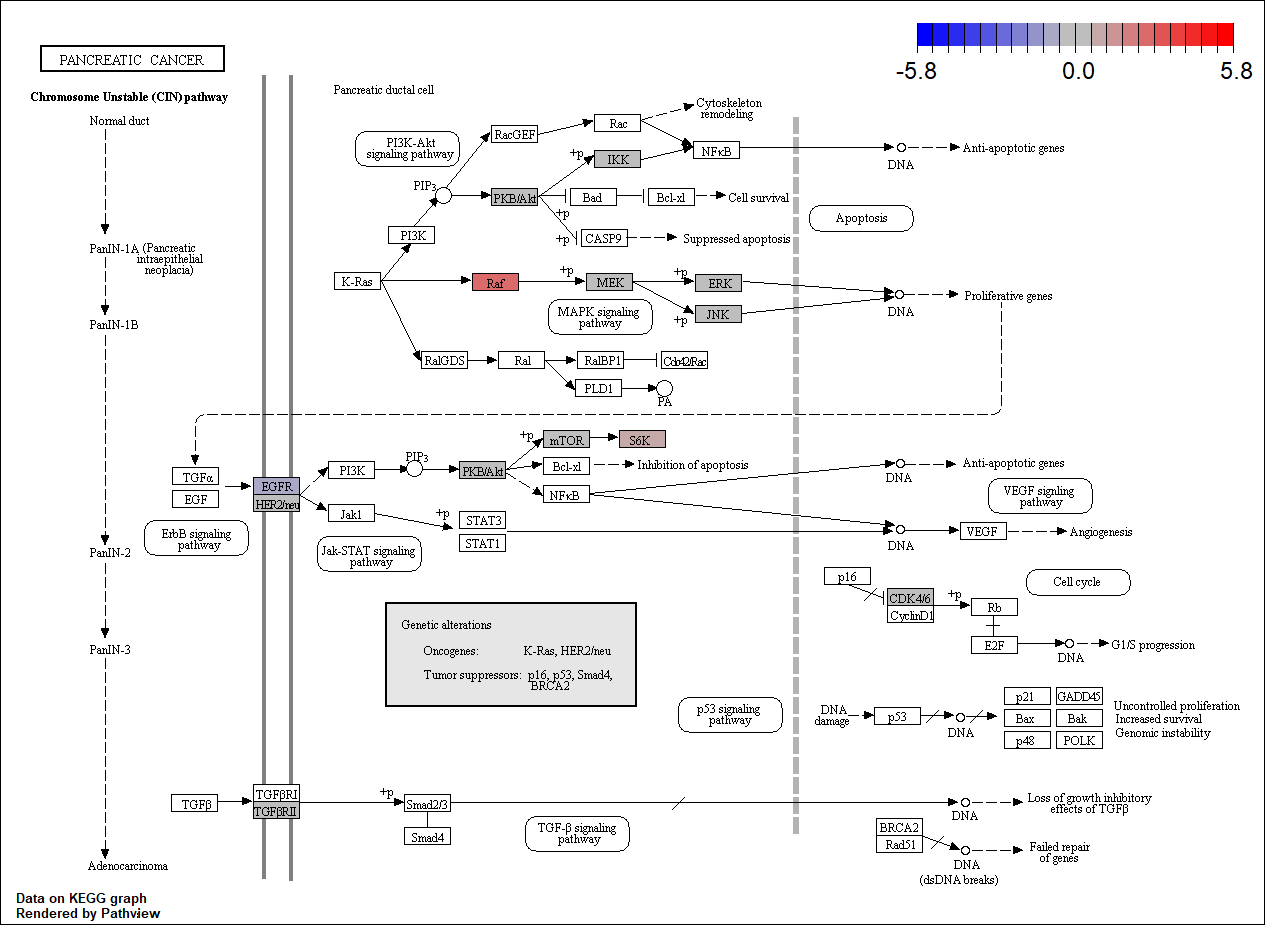 -5.8 0.0 5.8
PANCREATIC CANCER
Chromosome Unstable (CIN) pathway
Normal duct
PanIN-1A (Pancreatic
intraepithelial
neoplacia)
PanIN-1B
PanIN-2
PanIN-3
Adenocarcinoma
Pancreatic ductal cell
PI3K-Akt
signaling pathway
RacGEF
Rac
Cytoskeleton
remodeling
NFκB
+p
IKK
DNA
Anti-apoptotic genes
PIP3
PKB/Akt
Bad
Bcl-xl
Cell survival
+p
+p
CASP9
Suppressed apoptosis
Apoptosis
PI3K
K-Ras
Raf
+p
MEK
+p
ERK
+p
JNK
DNA
Proliferative genes
MAPK signaling
pathway
RalGDS
Ral
RalBP1
Cdc42/Rac
PLD1
PA
TGFα
EGF
EGFR
HER2/neu
ErbB signaling
pathway
PI3K
PIP3
PKB/Akt
+p
mTOR
S6K
Bcl-xl
Inhibition of apoptosis
NFκB
DNA
Anti-apoptotic genes
VEGF signling
pathway
Jak1
+p
STAT3
STAT1
Jak-STAT signaling
pathway
DNA
VEGF
Angiogenesis
p16
CDK4/6
CyclinD1
+p
Rb
E2F
DNA
G1/S progression
Cell cycle
Genetic alterations
Oncogenes: K-Ras, HER2/neu
Tumor suppressors: p16, p53, Smad4,
BRCA2
p53 signaling
pathway
DNA
damage
p53
DNA
p21
GADD45
Bax
Bak
p48
POLK
Uncontrolled proliferation
Increased survival
Genomic instability
TGFβ
TGFβRI
TGFβRII
+p
Smad2/3
Smad4
TGF-β signaling
pathway
DNA
Loss of growth inhibitory
effects of TGFβ
BRCA2
Rad51
DNA
(dsDNA breaks)
Failed repair
of genes
Data on KEGG graph
Rendered by Pathview